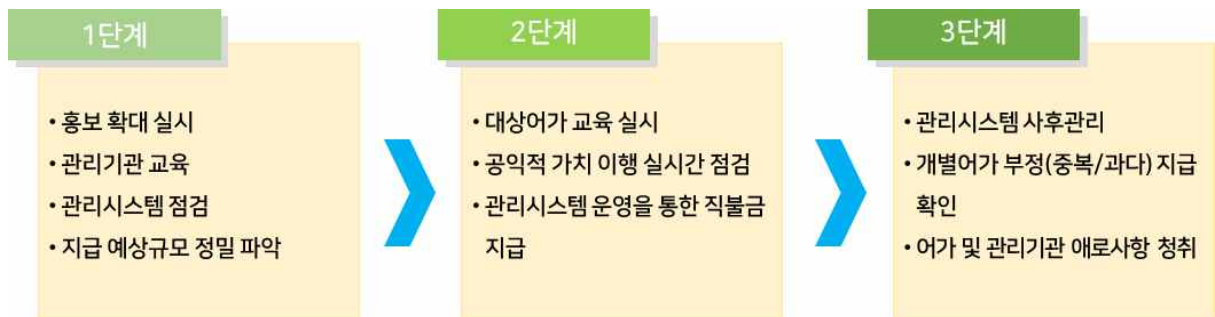 1단계
• 홍보 확대 실시
• 관리기관 교육
• 관리시스템 점검
• 지급 예상규모 정밀 파악
2단계
• 대상어가 교육 실시
• 공익적 가치 이행 실시간 점검
• 관리시스템 운영을 통한 직불금
지급
3단계
• 관리시스템 사후관리
• 개별어가 부정(중복/과다) 지급
확인
• 어가 및 관리기관 애로사항 청취